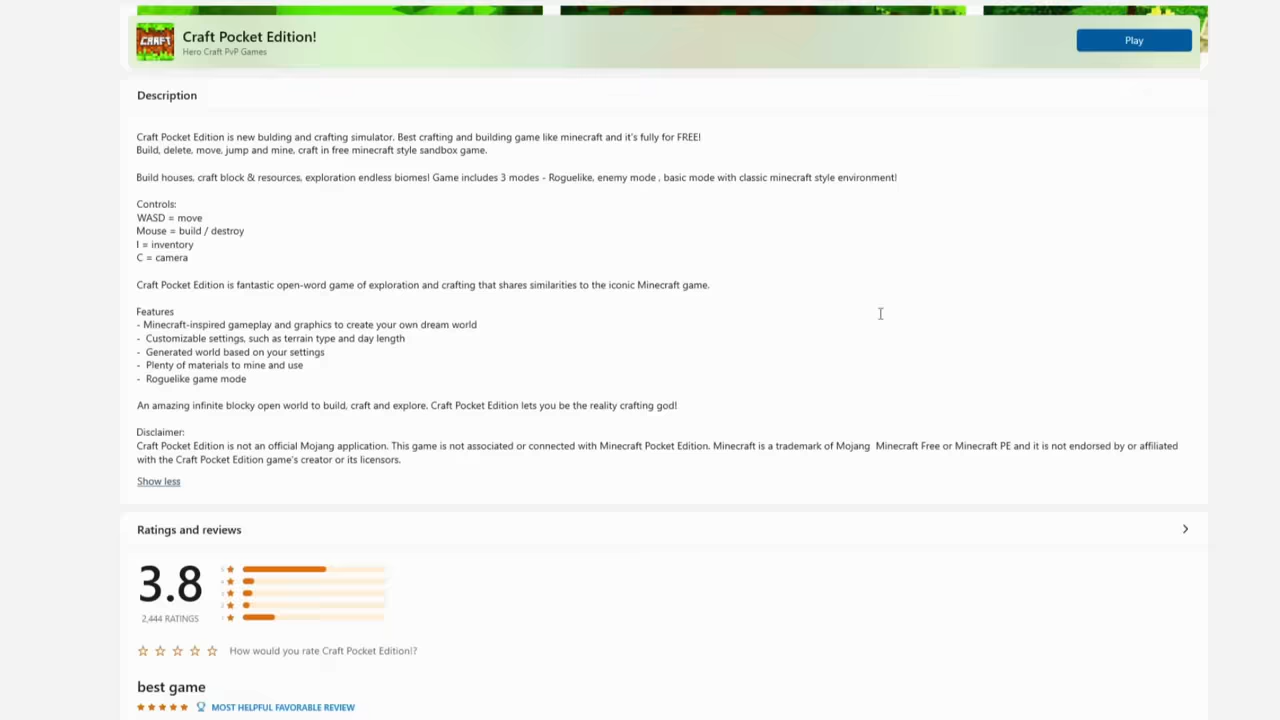 CRAFT
Craft Pocket Edition!
Hero Craft PvP Games
Play
Description
Craft Pocket Edition is new bulding and crafting simulator. Best crafting and building game like minecraft and it's fully for FREE!
Build, delete, move, jump and mine, craft in free minecraft style sandbox game.
Build houses, craft block & resources, exploration endless biomes! Game includes 3 modes - Roguelike, enemy mode , basic mode with classic minecraft style environment!
Controls:
WASD = move
Mouse = build / destroy
I = inventory
C = camera
Craft Pocket Edition is fantastic open-word game of exploration and crafting that shares similarities to the iconic Minecraft game.
Features
- Minecraft-inspired gameplay and graphics to create your own dream world
- Customizable settings, such as terrain type and day length
- Generated world based on your settings
- Plenty of materials to mine and use
- Roguelike game mode
An amazing infinite blocky open world to build, craft and explore. Craft Pocket Edition lets you be the reality crafting god!
Disclaimer:
Craft Pocket Edition is not an official Mojang application. This game is not associated or connected with Minecraft Pocket Edition. Minecraft is a trademark of Mojang Minecraft Free or Minecraft PE and it is not endorsed by or affiliated
with the Craft Pocket Edition game's creator or its licensors.
Show less
Ratings and reviews
3.8
2,444 RATINGS
How would you rate Craft Pocket Edition!?
best game
MOST HELPFUL FAVORABLE REVIEW